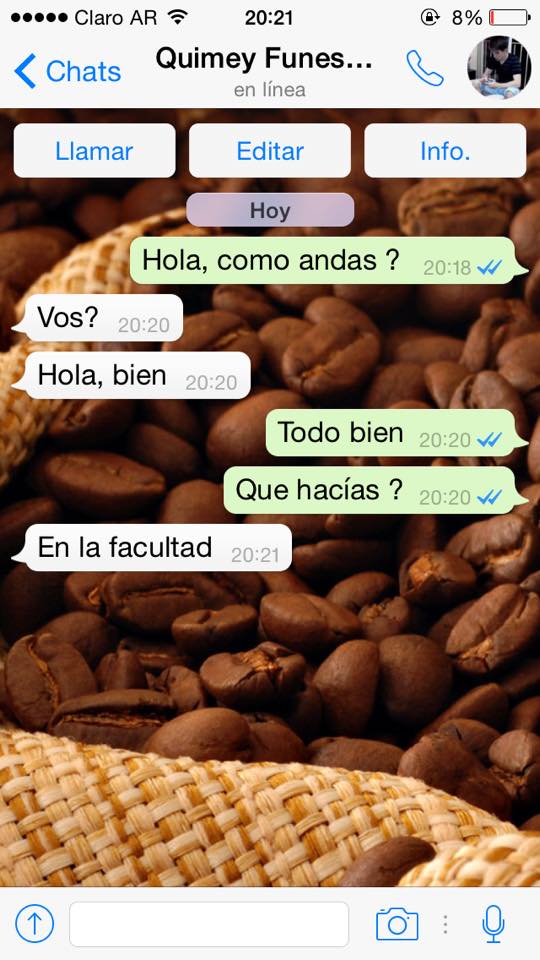 Claro AR 20:21 8%
Chats Quimey Funes...
en línea
Llamar Editar Info.
Hoy
Hola, como andas ? 20:18
Vos? 20:20
Hola, bien 20:20
Todo bien 20:20
Que hacías ? 20:20
En la facultad 20:21